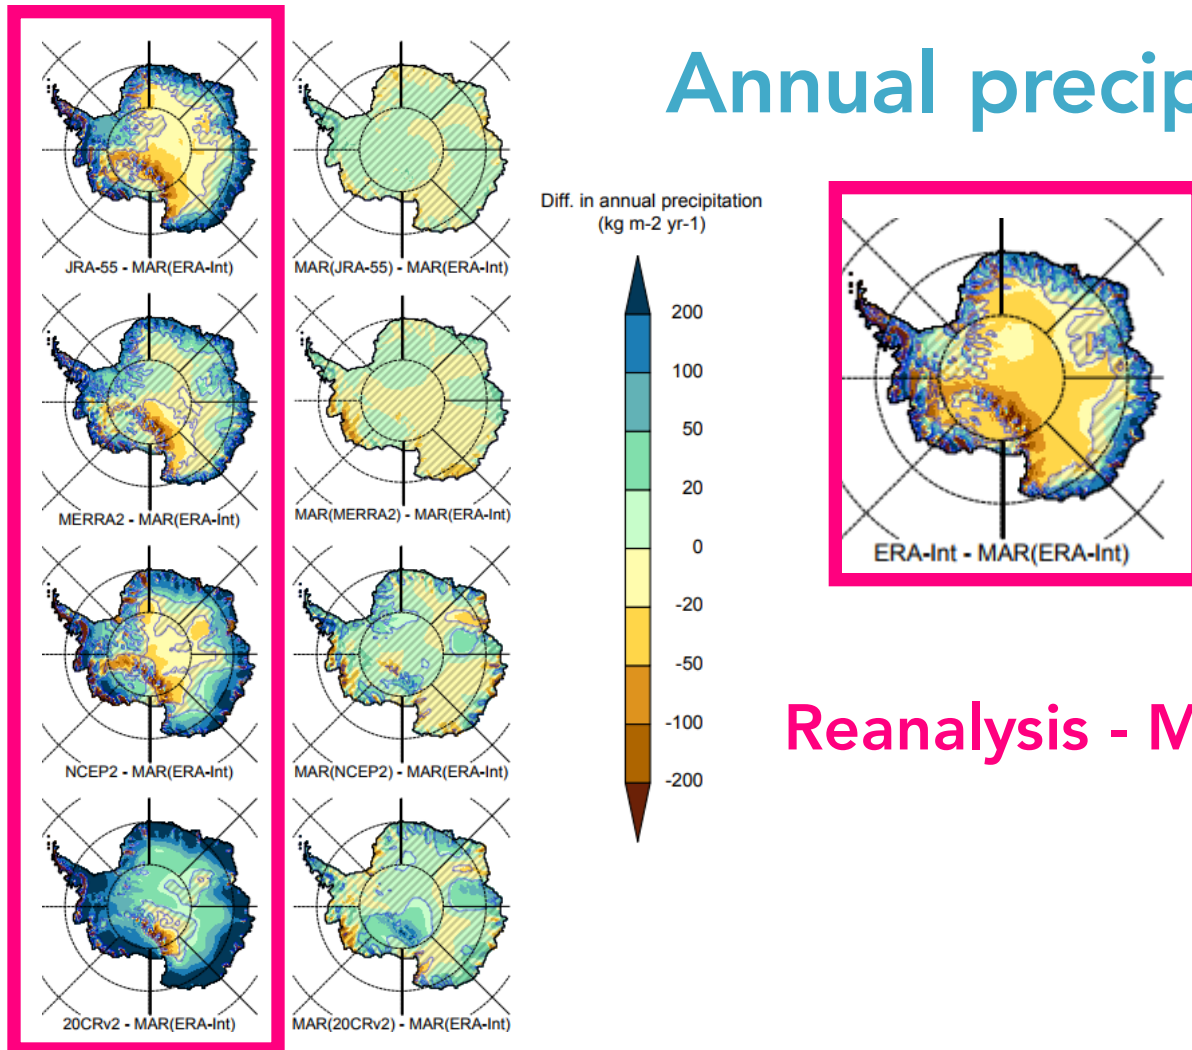 Annual precip
JRA-55 - MAR(ERA-Int)
MAR(JRA-55) - MAR(ERA-Int)
MERRA2 - MAR(ERA-Int)
MAR(MERRA2) - MAR(ERA-Int)
NCEP2 - MAR(ERA-Int)
MAR(NCEP2) - MAR(ERA-Int)
20CRv2 - MAR(ERA-Int)
MAR(20CRv2) - MAR(ERA-Int)
Diff. in annual precipitation
(kg m-2 yr-1)
200
100
50
20
0
-20
-50
-100
-200
ERA-Int - MAR(ERA-Int)
Reanalysis - M